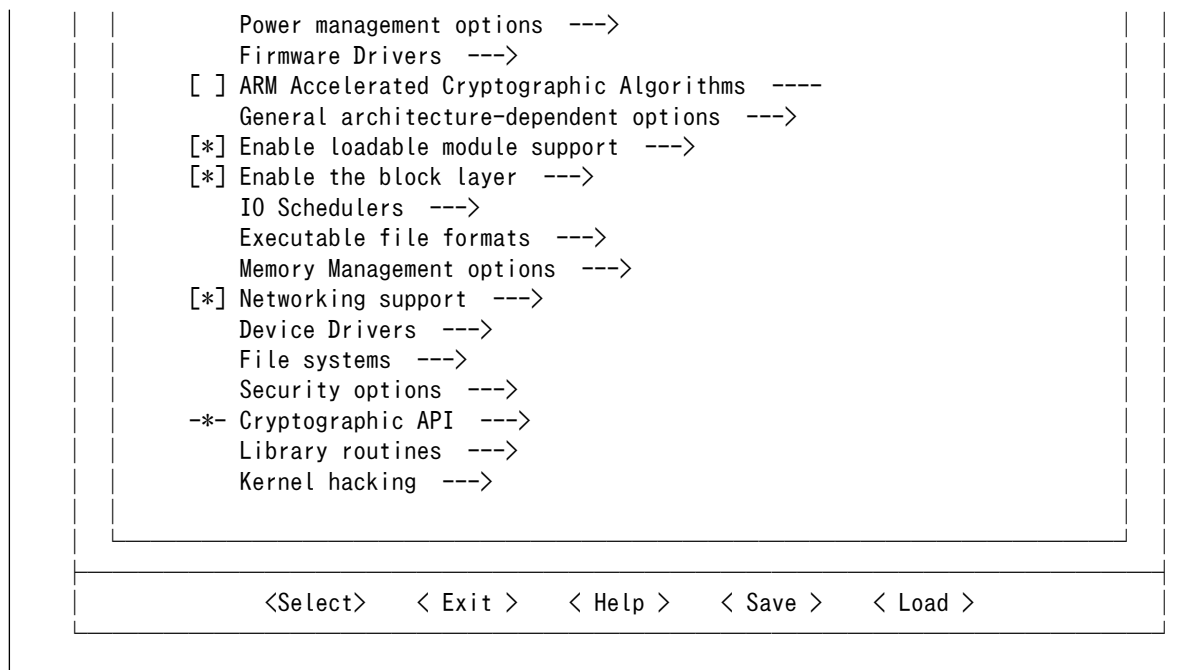 Power management options --->
Firmware Drivers --->
[ ] ARM Accelerated Cryptographic Algorithms ----
General architecture-dependent options --->
[*] Enable loadable module support --->
[*] Enable the block layer --->
IO Schedulers --->
Executable file formats --->
Memory Management options --->
[*] Networking support --->
Device Drivers --->
File systems --->
Security options --->
-*- Cryptographic API --->
Library routines --->
Kernel hacking --->
<Select> < Exit > < Help > < Save > < Load >